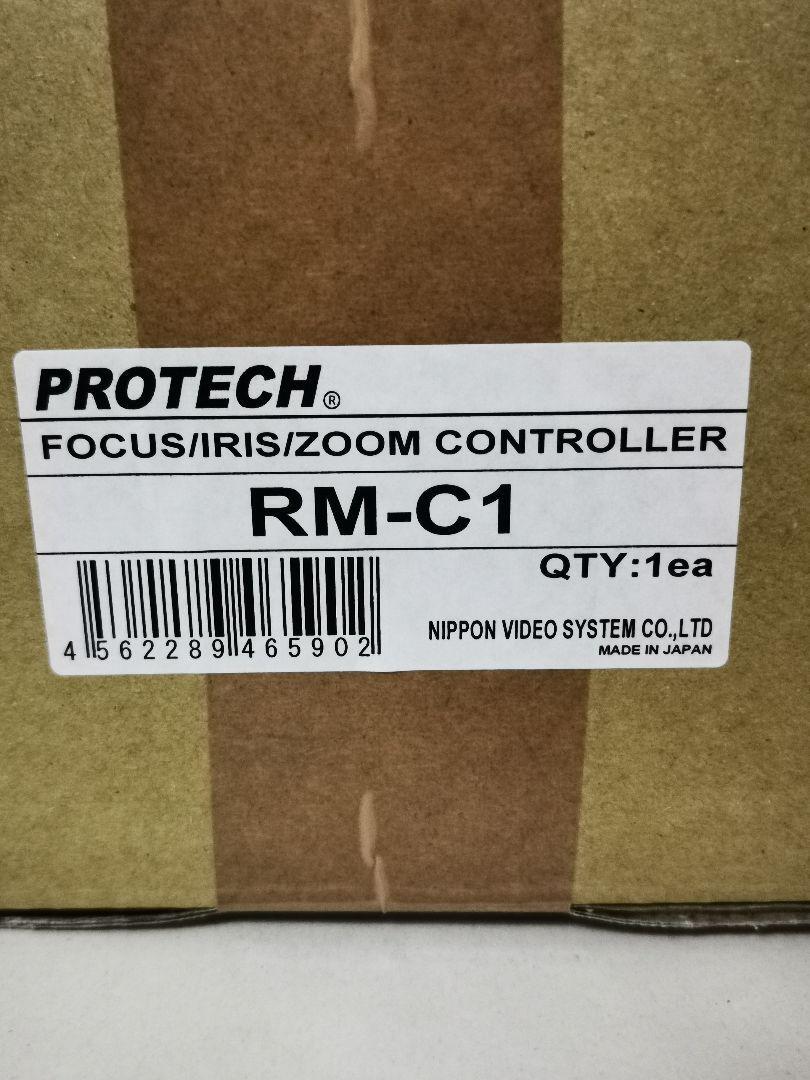 PROTECH®
FOCUS/IRIS/ZOOM CONTROLLER
RM-C1
QTY:1ea
4 562289 465902
NIPPON VIDEO SYSTEM CO.,LTD
MADE IN JAPAN